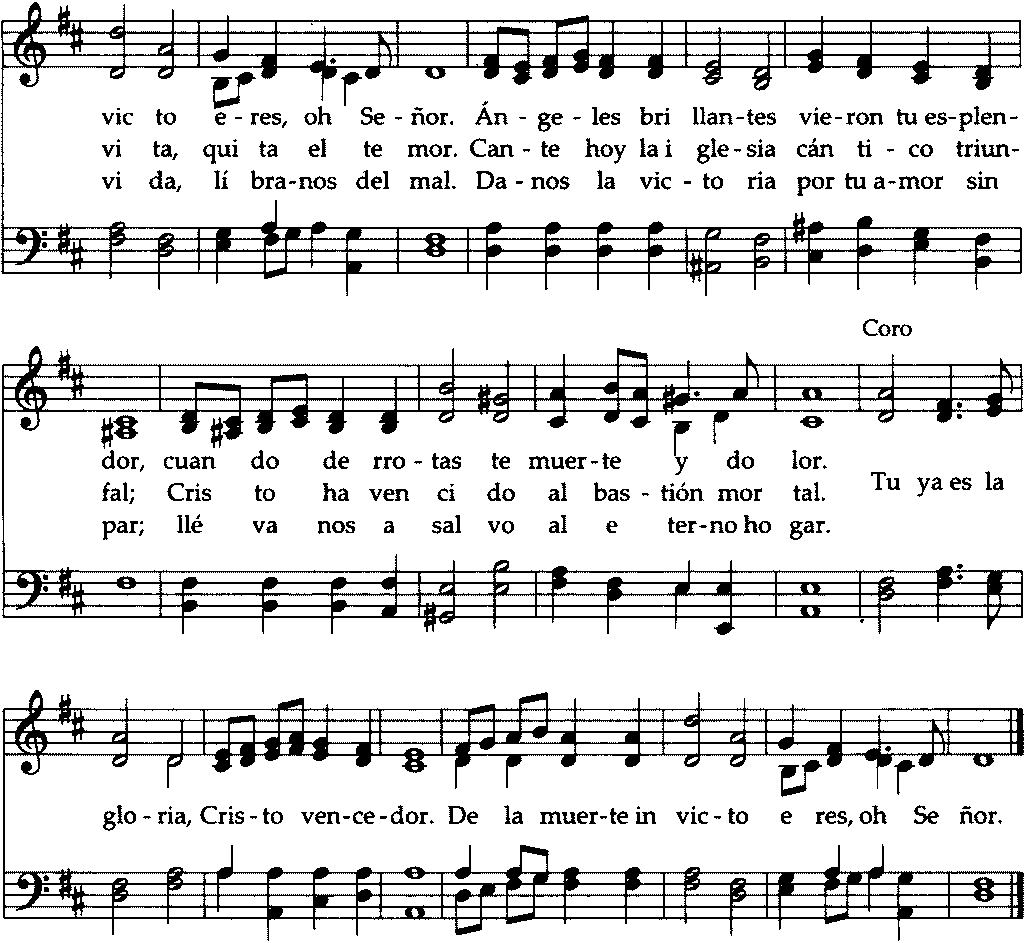 vic to e-res, oh Se-ñor. Án-ge-les bri llan-tes vie-ron tu es-plen-
vi ta, qui ta el te mor. Can-te hoy la i gle-sia cán ti-co triun-
vi da, lí bra-nos del mal. Da-nos la vic-to ria por tu a-mor sin
Coro
dor, cuan do de rro-tas te muer-te y do lor.
fal; Cris to ha ven ci do al bas-tión mor tal.
Tu ya es la
par; llé va nos a sal vo al e ter-no ho gar.
glo-ria, Cris-to ven-ce-dor. De la muer-te in vic-to e res, oh Se ñor.